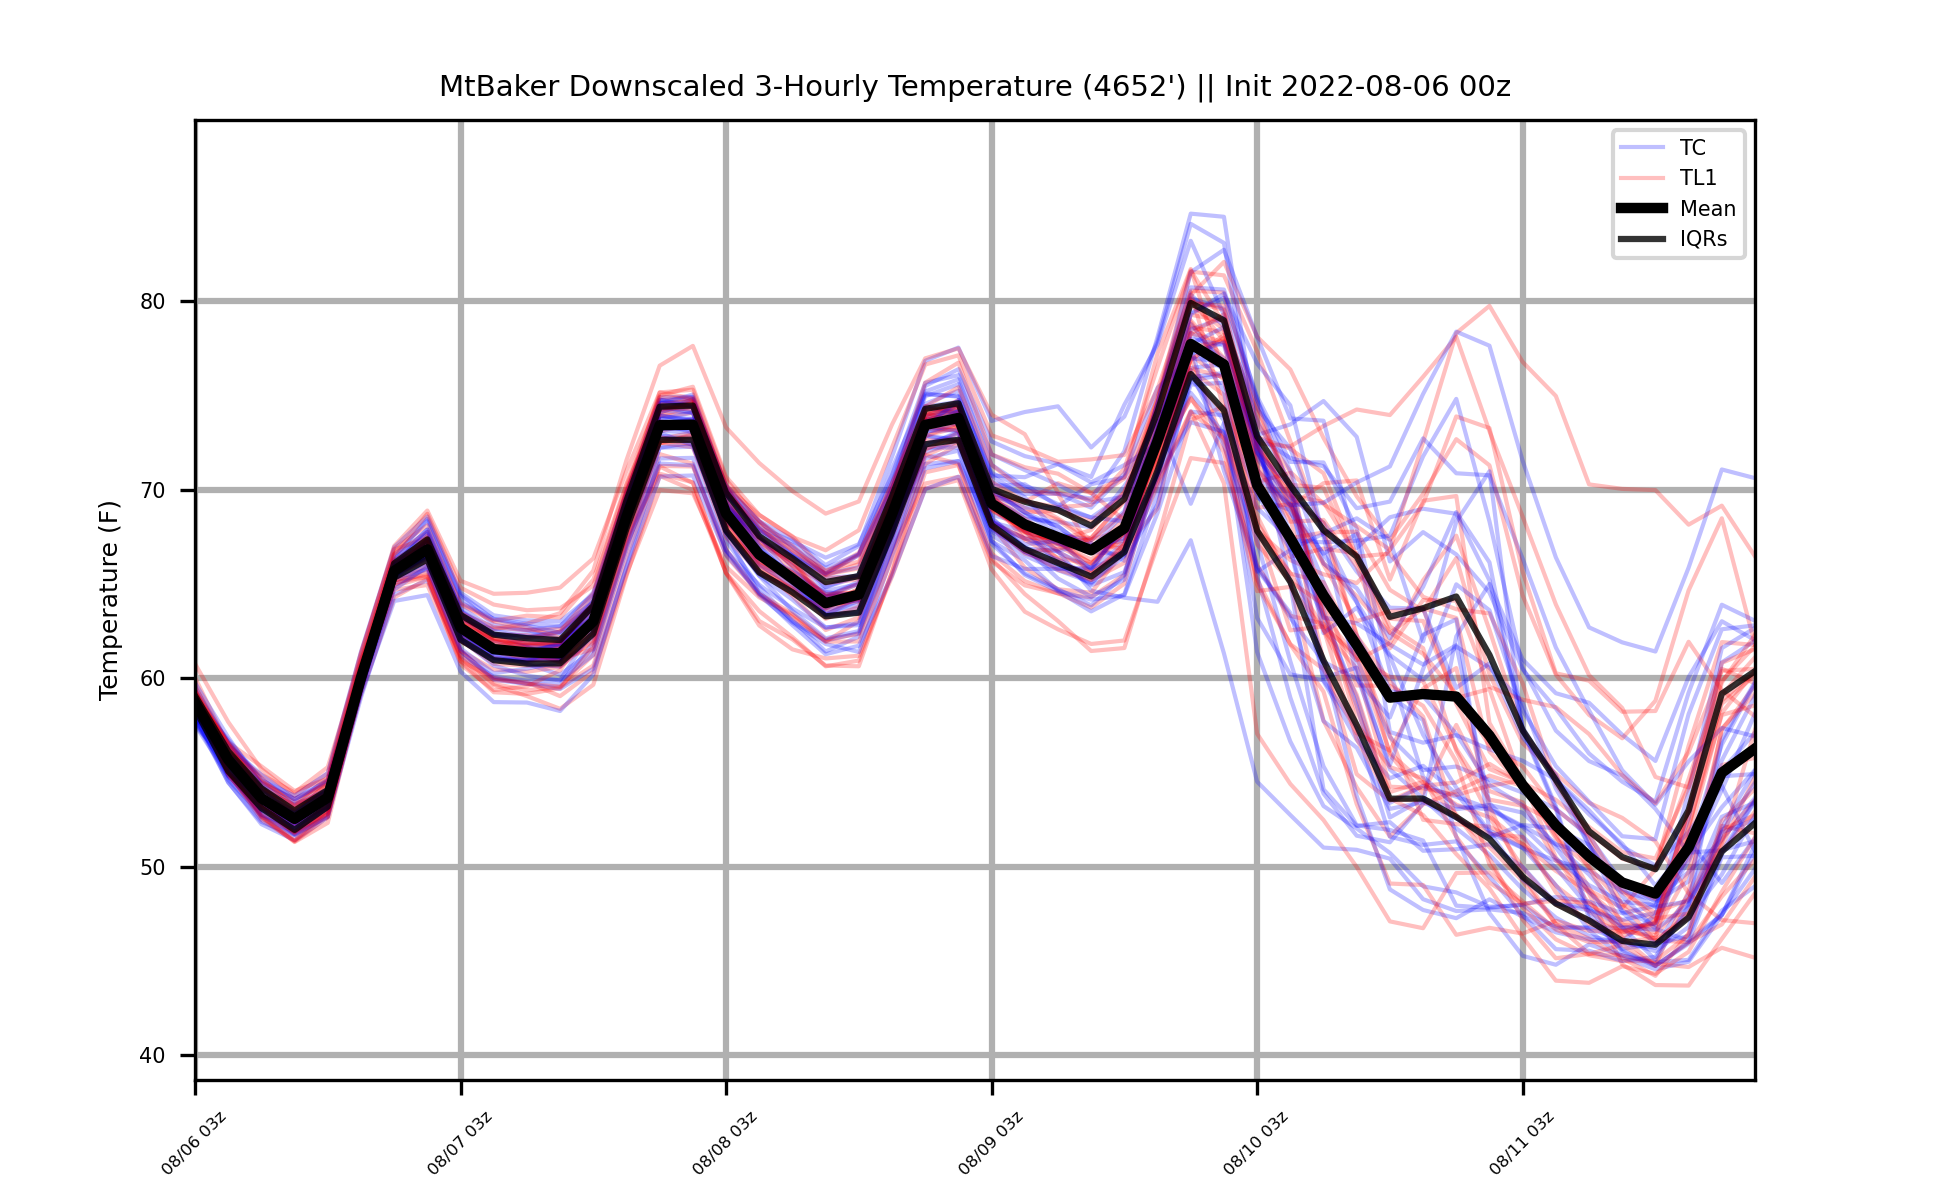 MtBaker Downscaled 3-Hourly Temperature (4652') || Init 2022-08-06 00z
TC
TL1
Mean
IQRs
Temperature (F)
80
70
60
50
40
08/06 03z
08/07 03z
08/08 03z
08/09 03z
08/10 03z
08/11 03z